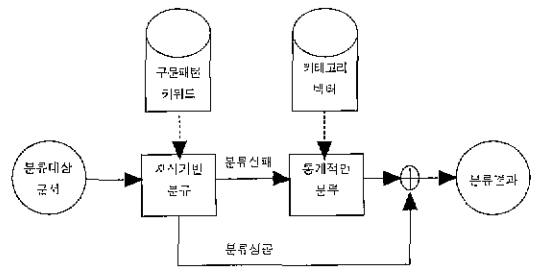 구문패턴
키워드
카테고리
벡터
분류대상
문서
지식기반
분류
분류실패
통계적인
분류
분류결과
분류성공